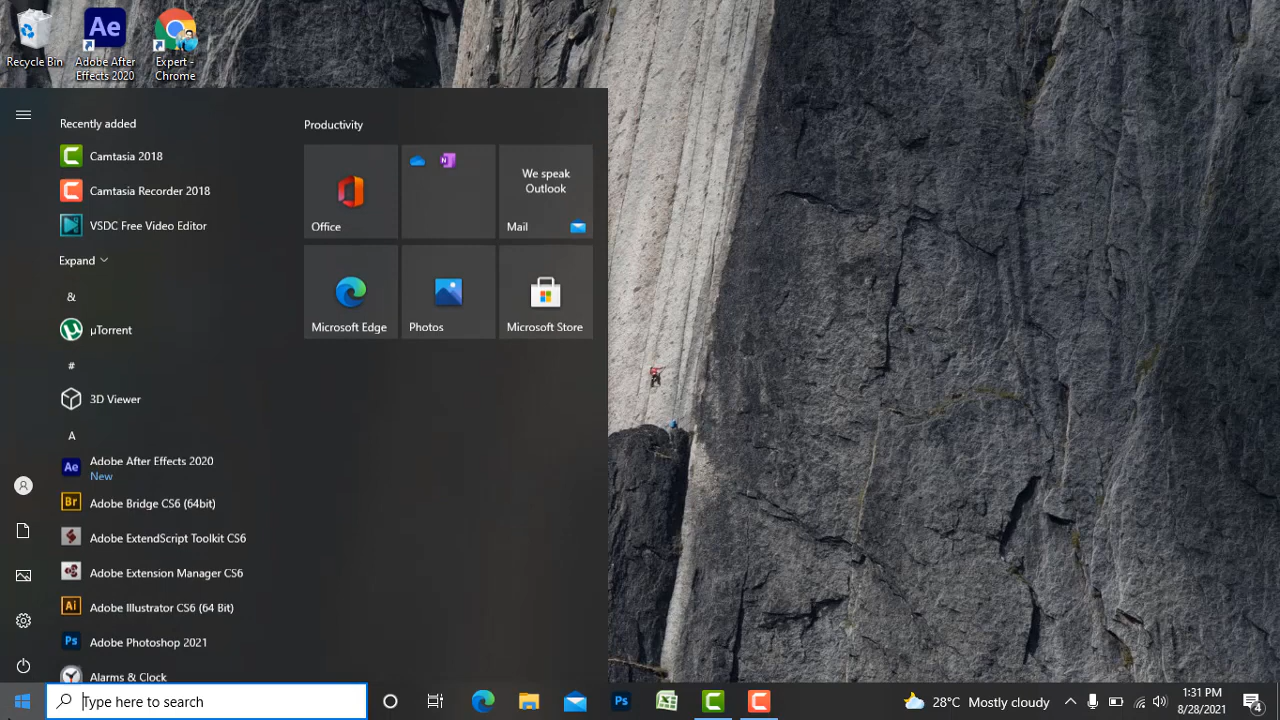 Recycle Bin
Adobe After
Effects 2020
Expert -
Chrome
Recently added
Camtasia 2018
Camtasia Recorder 2018
VSDC Free Video Editor
Expand
&
µTorrent
#
3D Viewer
A
Adobe After Effects 2020
New
Adobe Bridge CS6 (64bit)
Adobe ExtendScript Toolkit CS6
Adobe Extension Manager CS6
Adobe Illustrator CS6 (64 Bit)
Adobe Photoshop 2021
Alarms & Clock
Productivity
Office
We speak
Outlook
Mail
Microsoft Edge
Photos
Microsoft Store
Type here to search
28°C Mostly cloudy
1:31 PM
8/28/2021
4